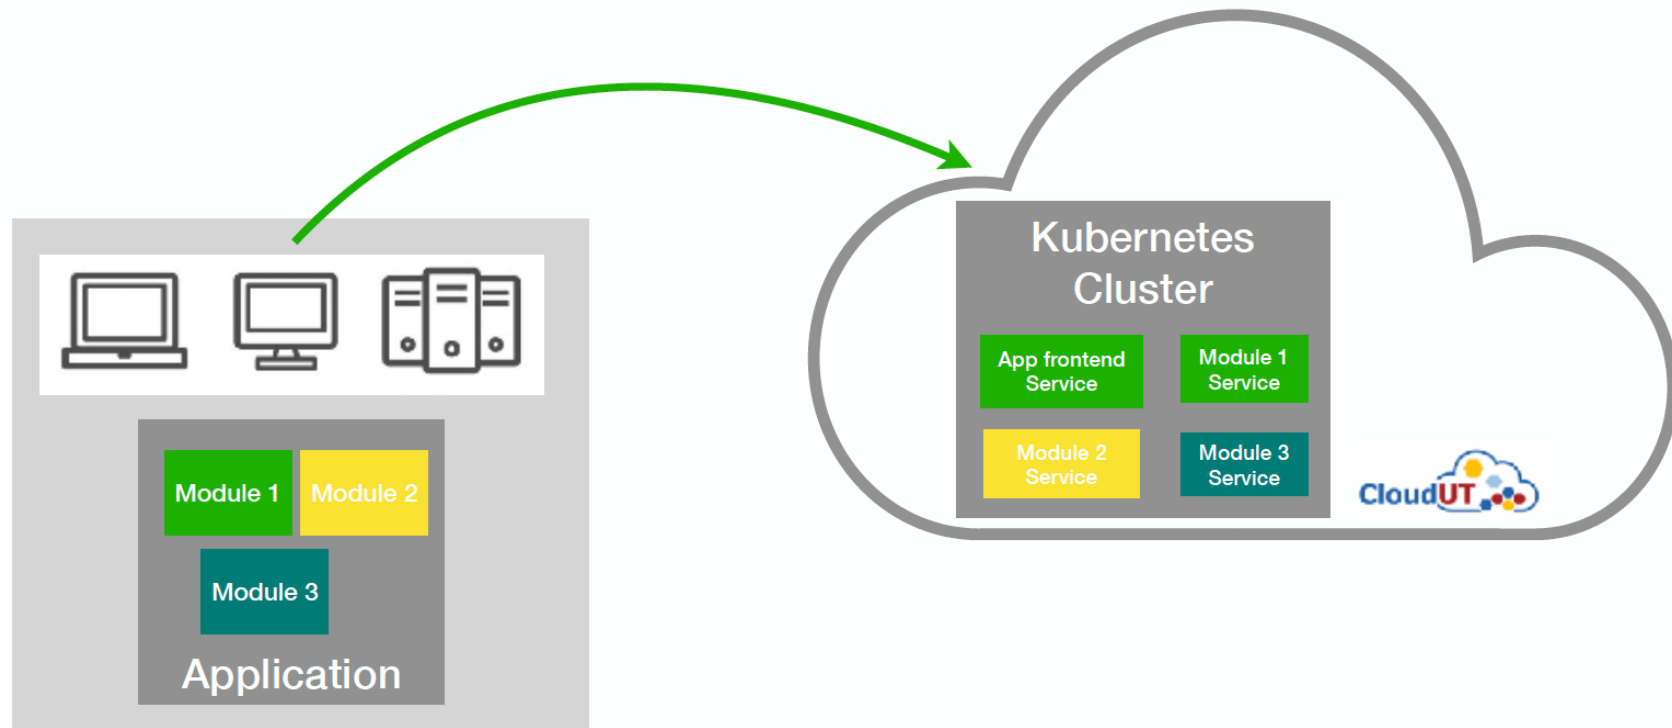 Module 1
Module 2
Module 3
Application
Kubernetes
Cluster
App frontend
Service
Module 1
Service
Module 2
Service
Module 3
Service
CloudUT